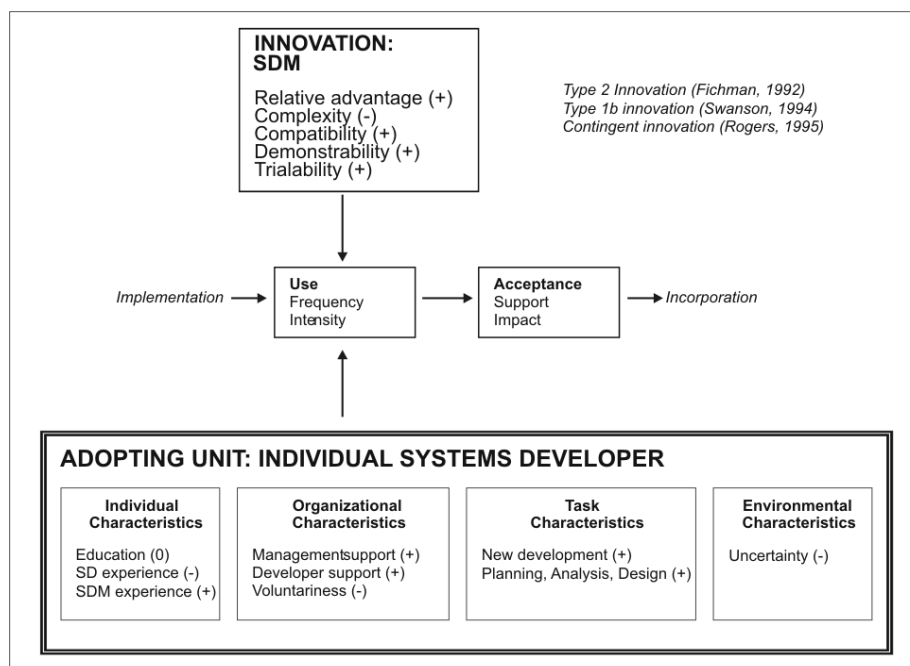 INNOVATION:
SDM
Relative advantage (+)
Complexity (-)
Compatibility (+)
Demonstrability (+)
Trialability (+)
Type 2 Innovation (Fichman, 1992)
Type 1b innovation (Swanson, 1994)
Contingent innovation (Rogers, 1995)
Implementation
Use
Frequency
Intensity
Acceptance
Support
Impact
Incorporation
ADOPTING UNIT: INDIVIDUAL SYSTEMS DEVELOPER
Individual
Characteristics
Education (0)
SD experience (-)
SDM experience (+)
Organizational
Characteristics
Managementsupport (+)
Developer support (+)
Voluntariness (-)
Task
Characteristics
New development (+)
Planning, Analysis, Design (+)
Environmental
Characteristics
Uncertainty (-)